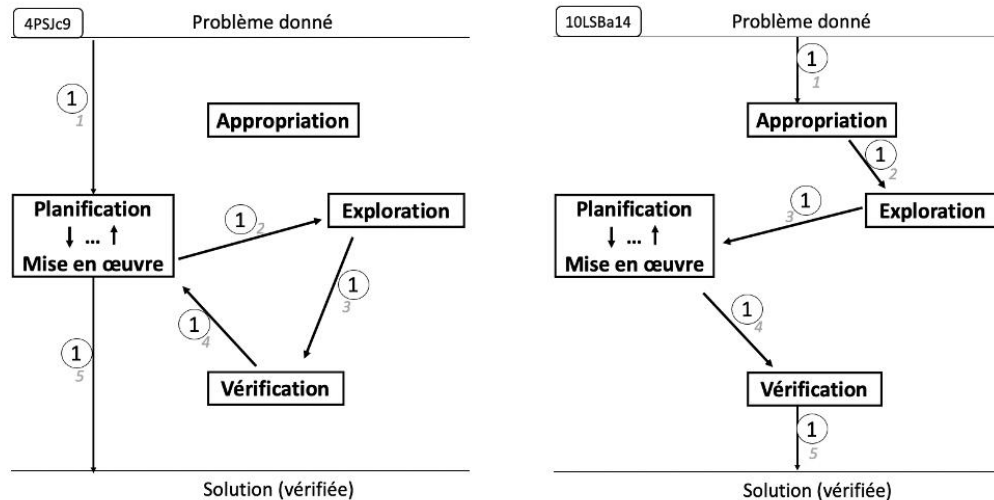 4PSJc9
Problème donné
1
1
Appropriation
Planification
↓ ... ↑
Mise en œuvre
1
2
Exploration
1
3
1
4
1
5
Vérification
Solution (vérifiée)
10LSBa14
Problème donné
1
1
Appropriation
1
2
Planification
↓ ... ↑
Mise en œuvre
1
3
Exploration
1
4
Vérification
1
5
Solution (vérifiée)